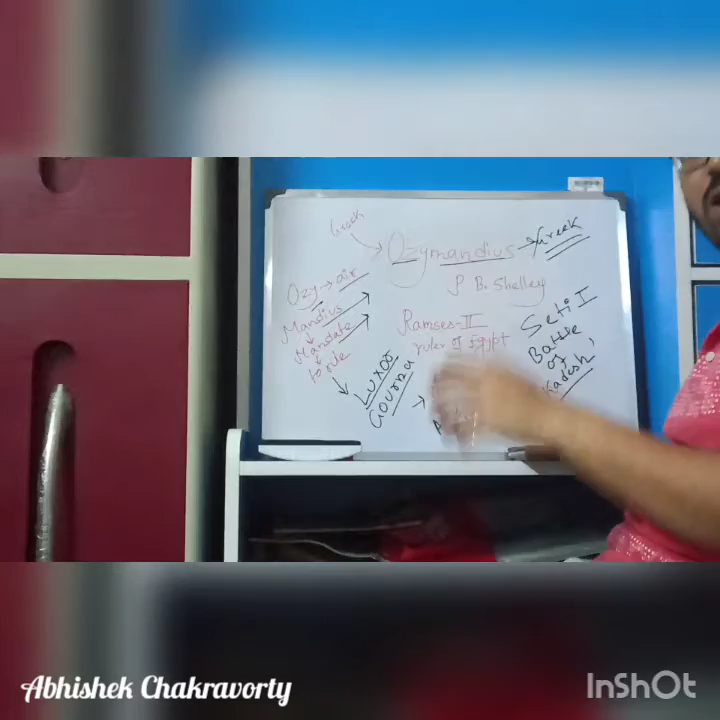 Greek
Ozymandius → Greek
P B. Shelley
Ozy → air
Mandius
Mandate
to rule
Ramses-II
ruler of Egypt
Seti I
Battle
of
Kadesh,
Luxor
Gourna
Abhishek Chakravorty
InShOt